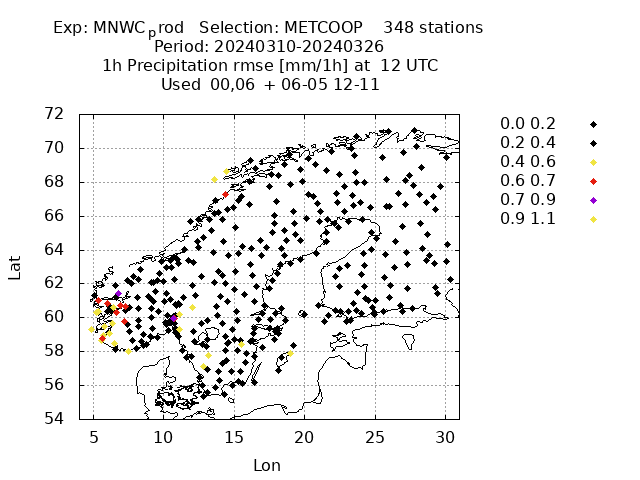 Exp: MNWCprod   Selection: METCOOP    348 stations
Period: 20240310-20240326
1h Precipitation rmse [mm/1h] at  12 UTC
Used  00,06  + 06-05 12-11
0.0 0.2
0.2 0.4
0.4 0.6
0.6 0.7
0.7 0.9
0.9 1.1
72
70
68
66
64
62
60
58
56
54
Lat
5 10 15 20 25 30
Lon